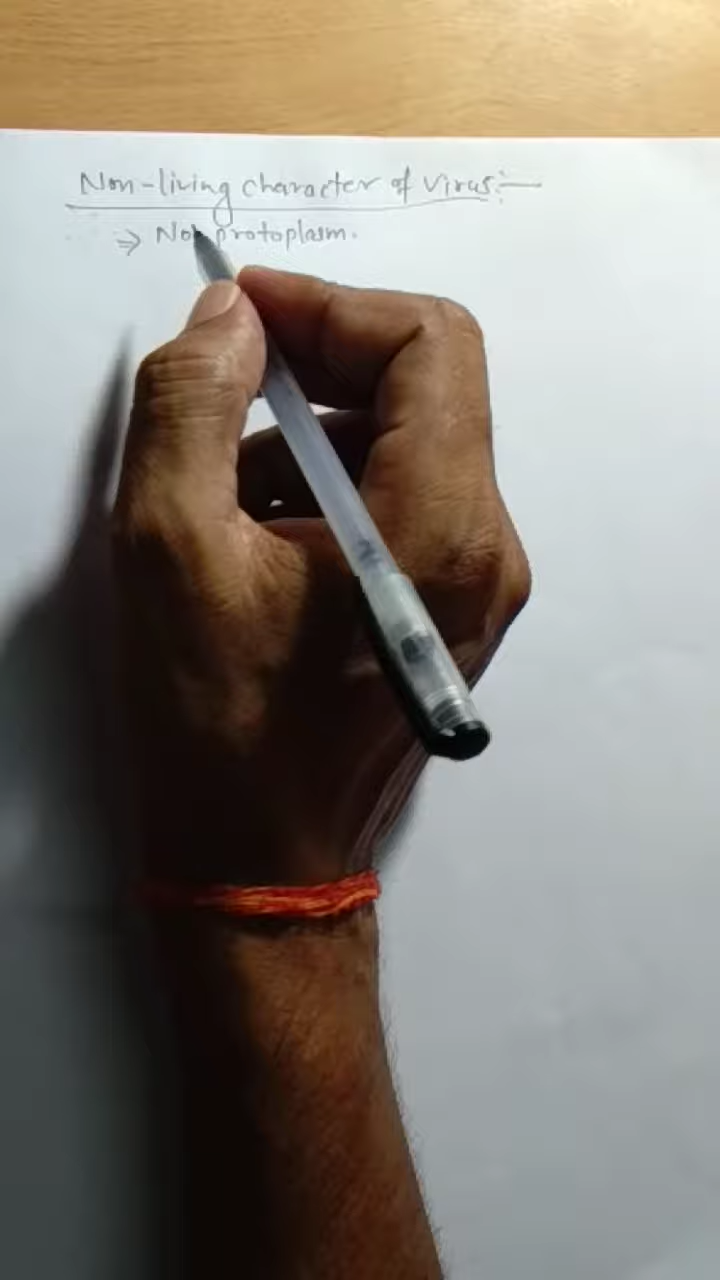 Non-living character of Virus:-
⇒ No protoplasm.